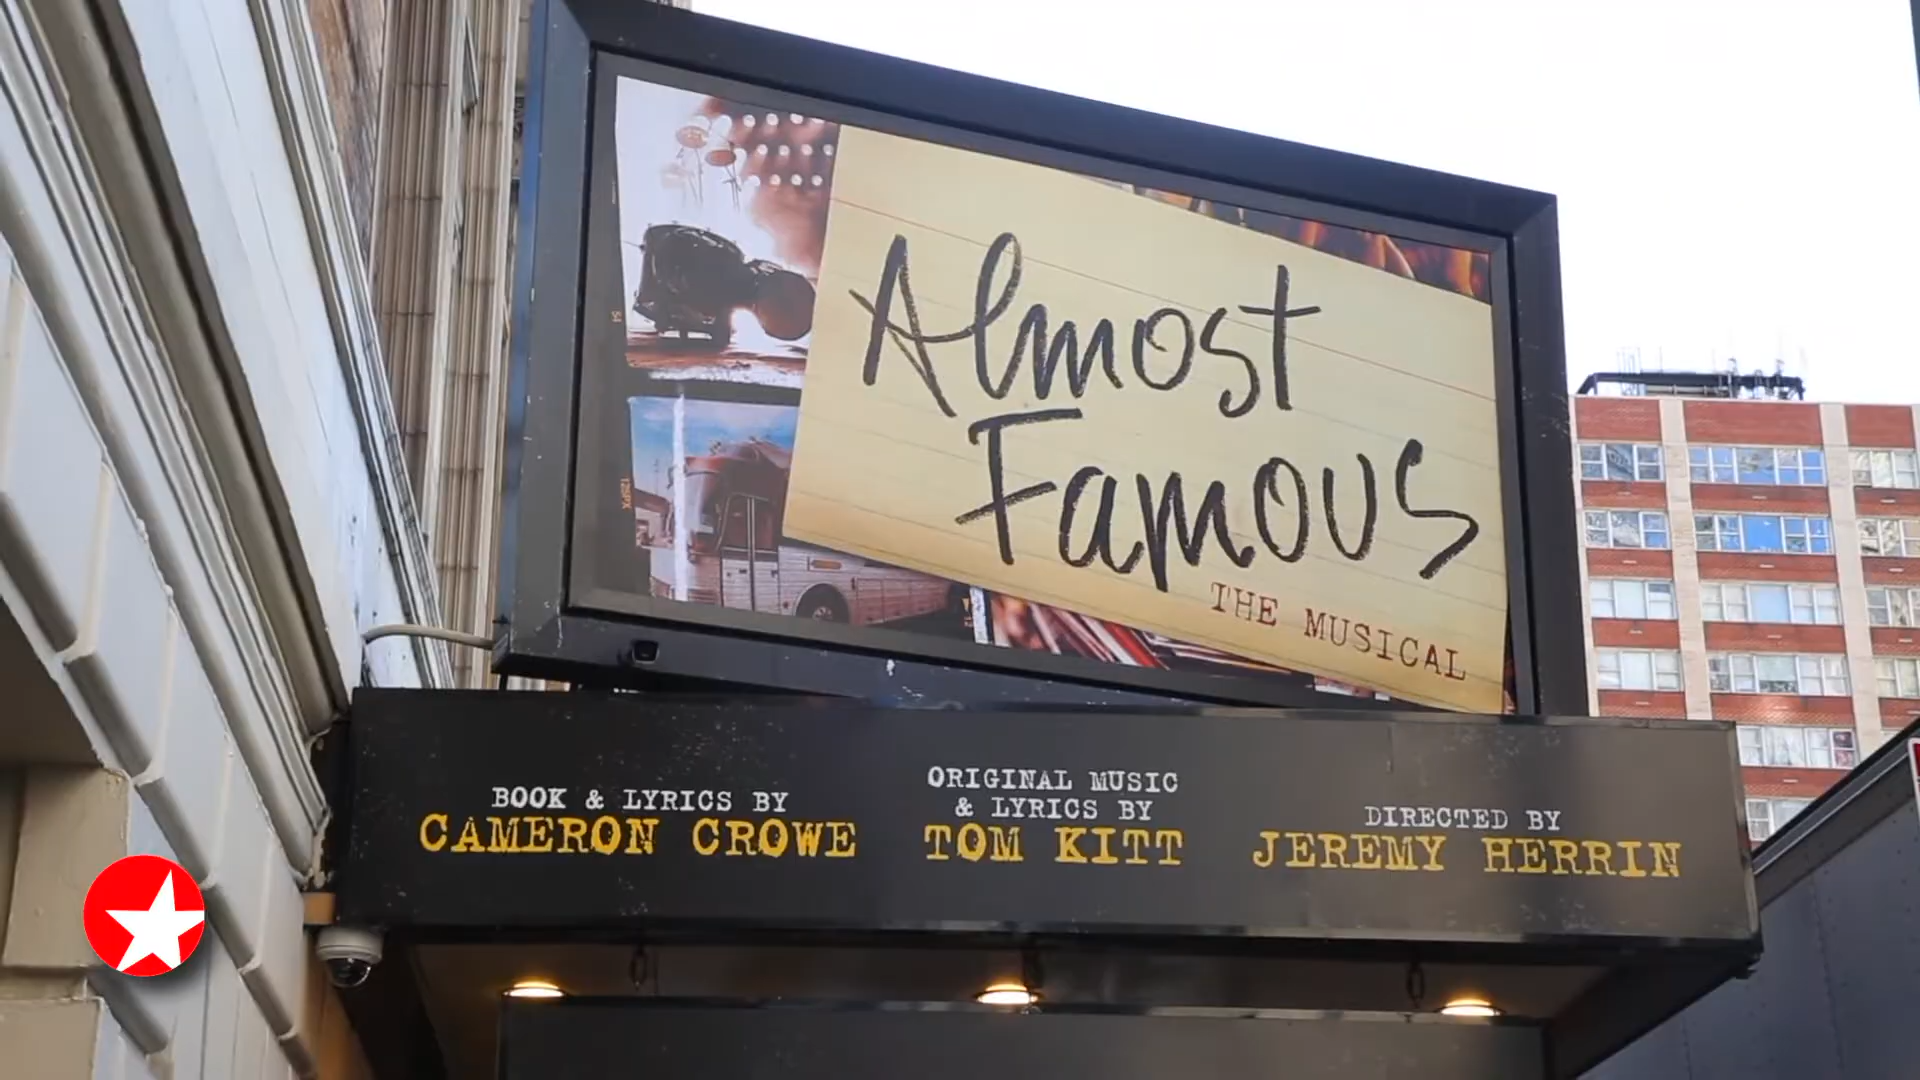 Almost
Famous
THE MUSICAL
BOOK & LYRICS BY
CAMERON CROWE
ORIGINAL MUSIC
& LYRICS BY
TOM KITT
DIRECTED BY
JEREMY HERRIN